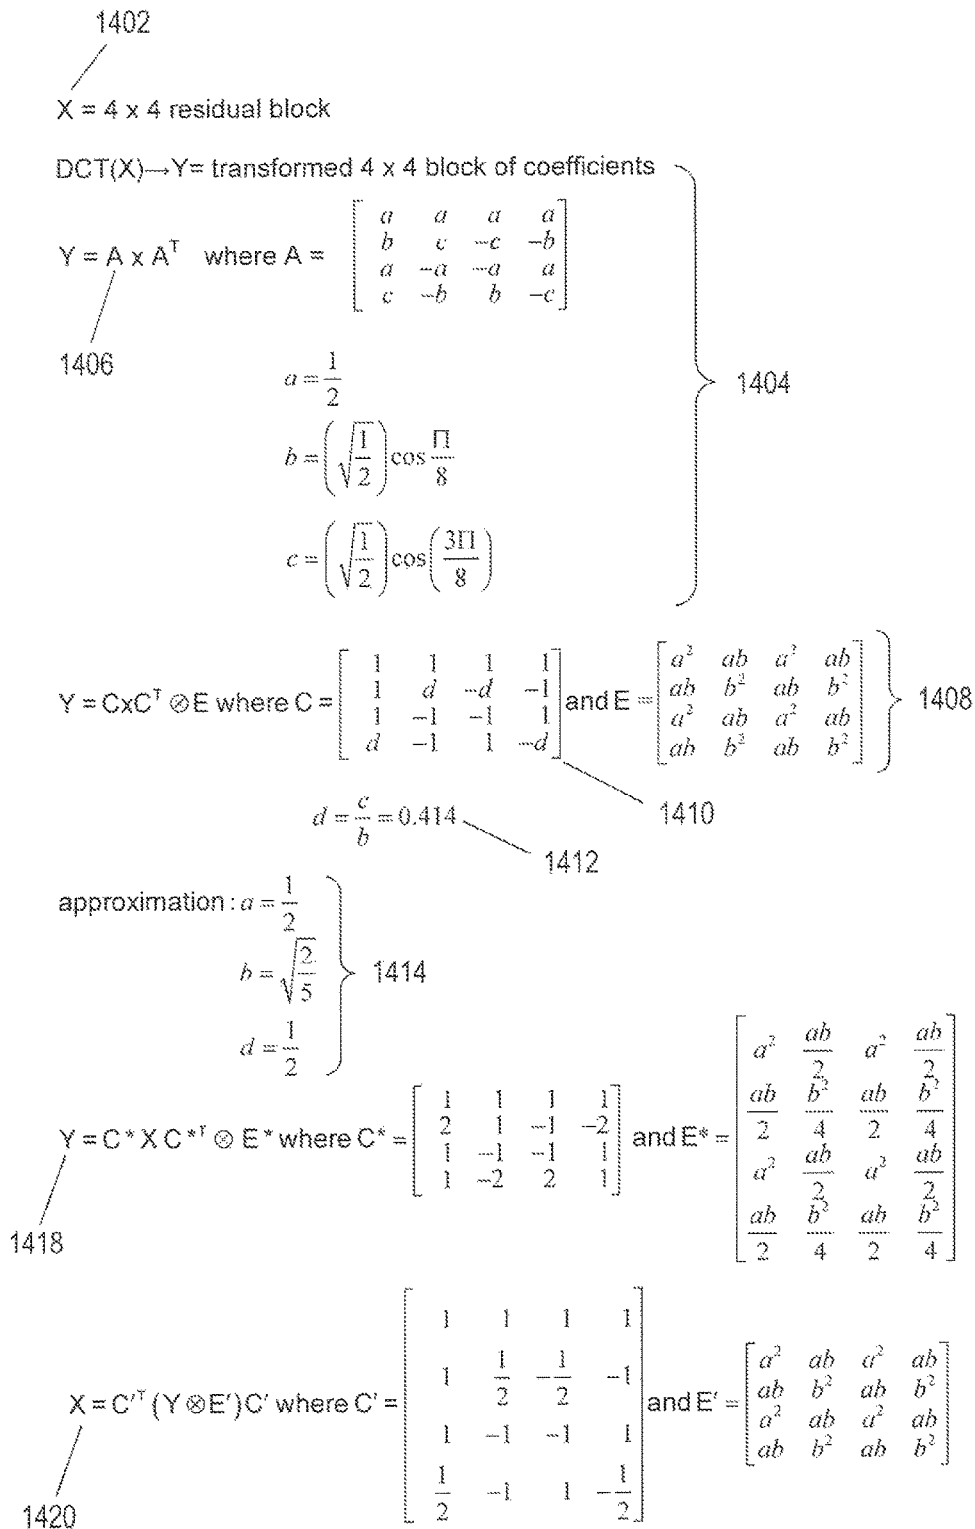 1402
X = 4 x 4 residual block
DCT(X)→Y= transformed 4 x 4 block of coefficients
Y = A x Aᵀ where A = [ a a a a
b c -c -b
a -a -a a
c -b b -c ]
1406
a = 1/2
1404
b = (√(1/2)) cos Π/8
c = (√(1/2)) cos(3Π/8)
Y = CxCᵀ ⊗ E where C = [ 1 1 1 1
1 d -d -1
1 -1 -1 1
d -1 1 -d ] and E = [ a² ab a² ab
ab b² ab b²
a² ab a² ab
ab b² ab b² ]
1408
1410
d = c/b = 0.414
1412
approximation : a = 1/2
b = √(2/5)
1414
d = 1/2
Y = C* X C*ᵀ ⊗ E* where C* = [ 1 1 1 1
2 1 -1 -2
1 -1 -1 1
1 -2 2 1 ] and E* = [ a² ab/2 a² ab/2
ab/2 b²/4 ab/2 b²/4
a² ab/2 a² ab/2
ab/2 b²/4 ab/2 b²/4 ]
1418
X = C′ᵀ (Y ⊗ E′) C′ where C′ = [ 1 1 1 1
1 1/2 -1/2 -1
1 -1 -1 1
1/2 -1 1 -1/2 ] and E′ = [ a² ab a² ab
ab b² ab b²
a² ab a² ab
ab b² ab b² ]
1420